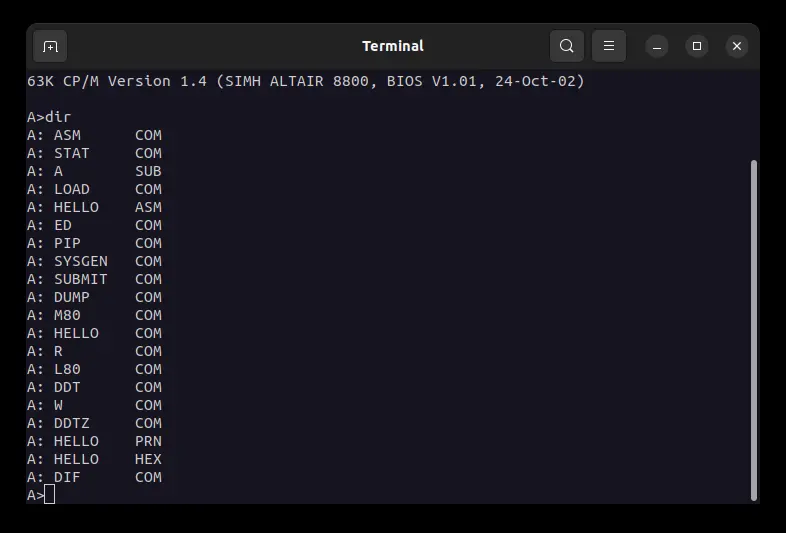 Terminal
63K CP/M Version 1.4 (SIMH ALTAIR 8800, BIOS V1.01, 24-Oct-02)
A>dir
A: ASM      COM
A: STAT     COM
A: A        SUB
A: LOAD     COM
A: HELLO    ASM
A: ED       COM
A: PIP      COM
A: SYSGEN   COM
A: SUBMIT   COM
A: DUMP     COM
A: M80      COM
A: HELLO    COM
A: R        COM
A: L80      COM
A: DDT      COM
A: W        COM
A: DDTZ     COM
A: HELLO    PRN
A: HELLO    HEX
A: DIF      COM
A>